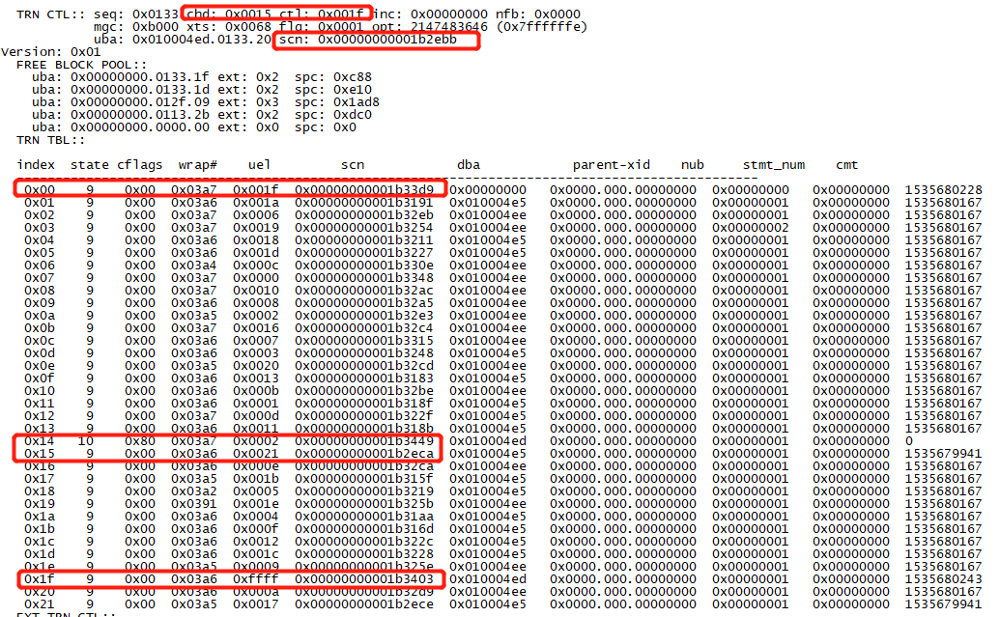 TRN CTL:: seq: 0x0133 chd: 0x0015 ctl: 0x001f inc: 0x00000000 nfb: 0x0000
mgc: 0xb000 xts: 0x0068 flg: 0x0001 opt: 2147483646 (0x7ffffffe)
uba: 0x010004ed.0133.20 scn: 0x00000000001b2ebb
Version: 0x01
FREE BLOCK POOL::
uba: 0x00000000.0133.1f ext: 0x2 spc: 0xc88
uba: 0x00000000.0133.1d ext: 0x2 spc: 0xe10
uba: 0x00000000.012f.09 ext: 0x3 spc: 0x1ad8
uba: 0x00000000.0113.2b ext: 0x2 spc: 0xdc0
uba: 0x00000000.0000.00 ext: 0x0 spc: 0x0
TRN TBL::
index state cflags wrap# uel scn dba parent-xid nub stmt_num cmt
0x00 9 0x00 0x03a7 0x001f 0x00000000001b33d9 0x00000000 0x0000.000.00000000 0x00000000 0x00000000 1535680228
0x01 9 0x00 0x03a6 0x001a 0x00000000001b3191 0x010004e5 0x0000.000.00000000 0x00000001 0x00000000 1535680167
0x02 9 0x00 0x03a7 0x0006 0x00000000001b32eb 0x010004ee 0x0000.000.00000000 0x00000001 0x00000000 1535680167
0x03 9 0x00 0x03a7 0x0019 0x00000000001b3254 0x010004ee 0x0000.000.00000000 0x00000002 0x00000000 1535680167
0x04 9 0x00 0x03a6 0x0018 0x00000000001b3211 0x010004e5 0x0000.000.00000000 0x00000001 0x00000000 1535680167
0x05 9 0x00 0x03a6 0x001d 0x00000000001b3227 0x010004e5 0x0000.000.00000000 0x00000001 0x00000000 1535680167
0x06 9 0x00 0x03a4 0x000c 0x00000000001b330e 0x010004ee 0x0000.000.00000000 0x00000001 0x00000000 1535680167
0x07 9 0x00 0x03a7 0x0000 0x00000000001b3348 0x010004ee 0x0000.000.00000000 0x00000001 0x00000000 1535680167
0x08 9 0x00 0x03a7 0x0010 0x00000000001b32ac 0x010004ee 0x0000.000.00000000 0x00000001 0x00000000 1535680167
0x09 9 0x00 0x03a6 0x0008 0x00000000001b32a5 0x010004ee 0x0000.000.00000000 0x00000001 0x00000000 1535680167
0x0a 9 0x00 0x03a5 0x0002 0x00000000001b32e3 0x010004ee 0x0000.000.00000000 0x00000001 0x00000000 1535680167
0x0b 9 0x00 0x03a7 0x0016 0x00000000001b32c4 0x010004ee 0x0000.000.00000000 0x00000001 0x00000000 1535680167
0x0c 9 0x00 0x03a6 0x0007 0x00000000001b3315 0x010004ee 0x0000.000.00000000 0x00000001 0x00000000 1535680167
0x0d 9 0x00 0x03a6 0x0003 0x00000000001b3248 0x010004e5 0x0000.000.00000000 0x00000001 0x00000000 1535680167
0x0e 9 0x00 0x03a5 0x0020 0x00000000001b32cd 0x010004ee 0x0000.000.00000000 0x00000001 0x00000000 1535680167
0x0f 9 0x00 0x03a6 0x0013 0x00000000001b3183 0x010004e5 0x0000.000.00000000 0x00000001 0x00000000 1535680167
0x10 9 0x00 0x03a6 0x000b 0x00000000001b32be 0x010004ee 0x0000.000.00000000 0x00000001 0x00000000 1535680167
0x11 9 0x00 0x03a6 0x0001 0x00000000001b318f 0x010004e5 0x0000.000.00000000 0x00000001 0x00000000 1535680167
0x12 9 0x00 0x03a7 0x000d 0x00000000001b322f 0x010004e5 0x0000.000.00000000 0x00000001 0x00000000 1535680167
0x13 9 0x00 0x03a6 0x0011 0x00000000001b318b 0x010004e5 0x0000.000.00000000 0x00000001 0x00000000 1535680167
0x14 10 0x80 0x03a7 0x0002 0x00000000001b3449 0x010004ed 0x0000.000.00000000 0x00000001 0x00000000 0
0x15 9 0x00 0x03a6 0x0021 0x00000000001b2eca 0x010004e5 0x0000.000.00000000 0x00000001 0x00000000 1535679941
0x16 9 0x00 0x03a6 0x000e 0x00000000001b32ca 0x010004ee 0x0000.000.00000000 0x00000001 0x00000000 1535680167
0x17 9 0x00 0x03a5 0x001b 0x00000000001b315f 0x010004e5 0x0000.000.00000000 0x00000001 0x00000000 1535680167
0x18 9 0x00 0x03a2 0x0005 0x00000000001b3219 0x010004e5 0x0000.000.00000000 0x00000001 0x00000000 1535680167
0x19 9 0x00 0x0391 0x001e 0x00000000001b325b 0x010004ee 0x0000.000.00000000 0x00000001 0x00000000 1535680167
0x1a 9 0x00 0x03a6 0x0004 0x00000000001b31aa 0x010004e5 0x0000.000.00000000 0x00000001 0x00000000 1535680167
0x1b 9 0x00 0x03a6 0x000f 0x00000000001b316d 0x010004e5 0x0000.000.00000000 0x00000001 0x00000000 1535680167
0x1c 9 0x00 0x03a6 0x0012 0x00000000001b322c 0x010004e5 0x0000.000.00000000 0x00000001 0x00000000 1535680167
0x1d 9 0x00 0x03a6 0x001c 0x00000000001b3228 0x010004e5 0x0000.000.00000000 0x00000001 0x00000000 1535680167
0x1e 9 0x00 0x03a5 0x0009 0x00000000001b325e 0x010004ee 0x0000.000.00000000 0x00000001 0x00000000 1535680167
0x1f 9 0x00 0x03a6 0xffff 0x00000000001b3403 0x010004ed 0x0000.000.00000000 0x00000001 0x00000000 1535680243
0x20 9 0x00 0x03a6 0x000a 0x00000000001b32d9 0x010004ee 0x0000.000.00000000 0x00000001 0x00000000 1535680167
0x21 9 0x00 0x03a5 0x0017 0x00000000001b2ece 0x010004e5 0x0000.000.00000000 0x00000001 0x00000000 1535679941
EXT TRN CTL::